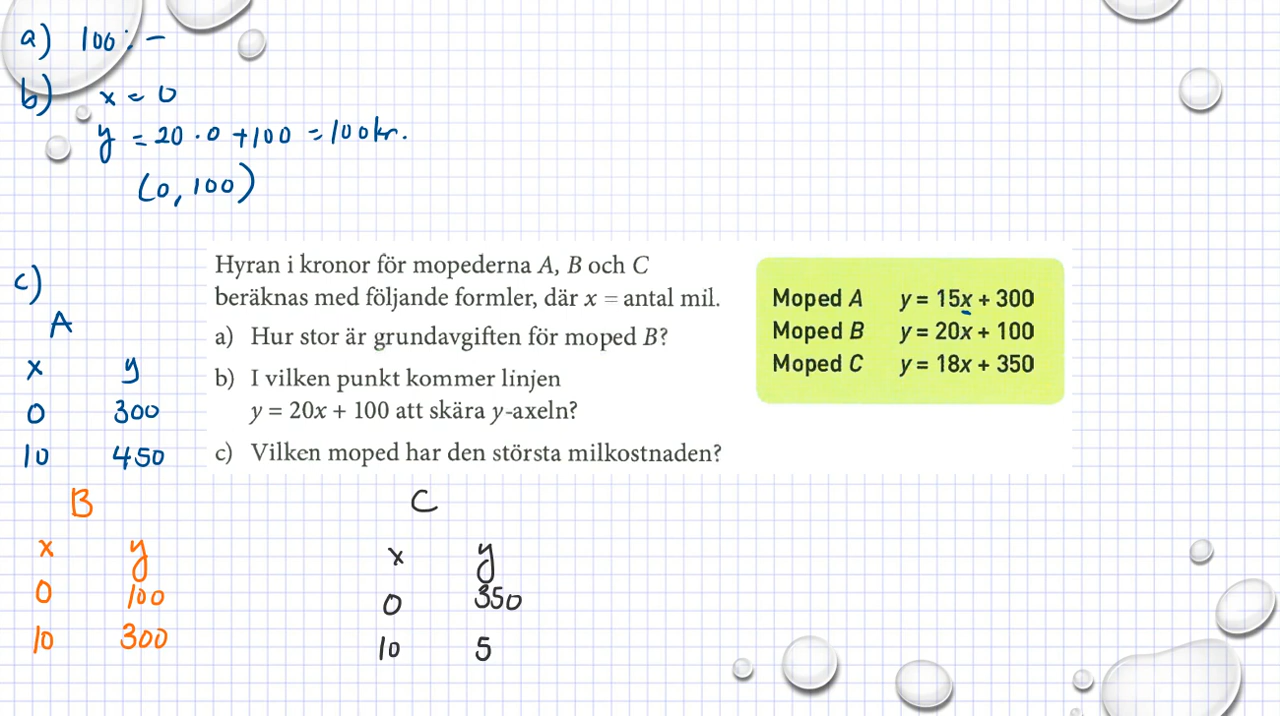 a) 100:-
b) x = 0
y = 20 · 0 + 100 = 100kr.
(0, 100)
Hyran i kronor för mopederna A, B och C
beräknas med följande formler, där x = antal mil.
a) Hur stor är grundavgiften för moped B?
b) I vilken punkt kommer linjen
y = 20x + 100 att skära y-axeln?
c) Vilken moped har den största milkostnaden?
Moped A y = 15x + 300
Moped B y = 20x + 100
Moped C y = 18x + 350
c)
A
x y
0 300
10 450
B
x y
0 100
10 300
C
x y
0 350
10 5